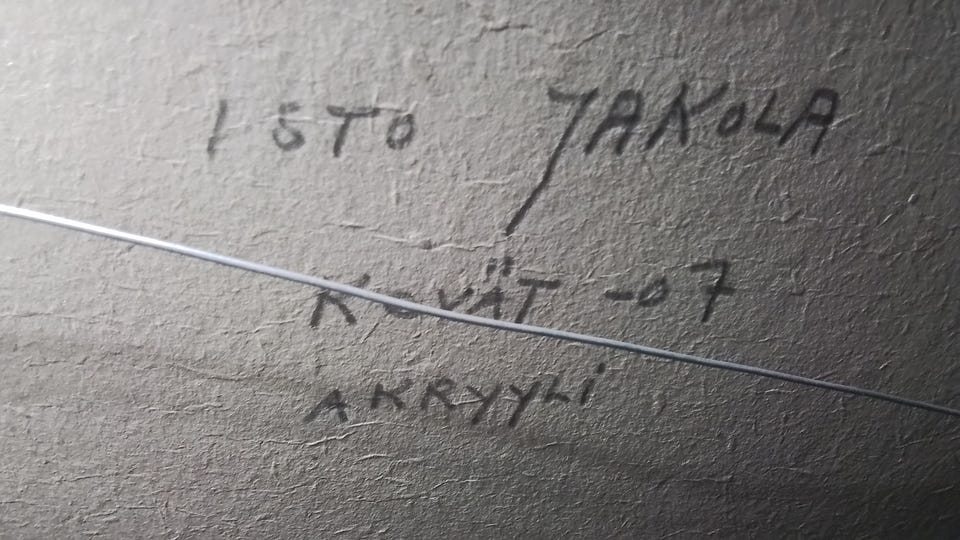 ISTO JAKOLA
KEVÄT -07
AKRYYLI